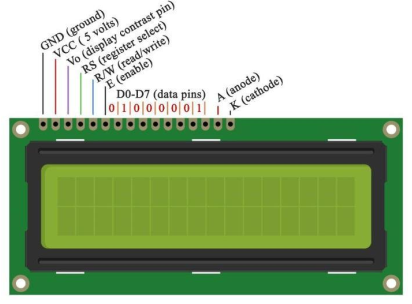 GND (ground)
VCC ( 5 volts)
Vo (display contrast pin)
RS (register select)
R/W (read/write)
E (enable)
D0-D7 (data pins)
0|1|0|0|0|0|0|1|
A (anode)
K (cathode)